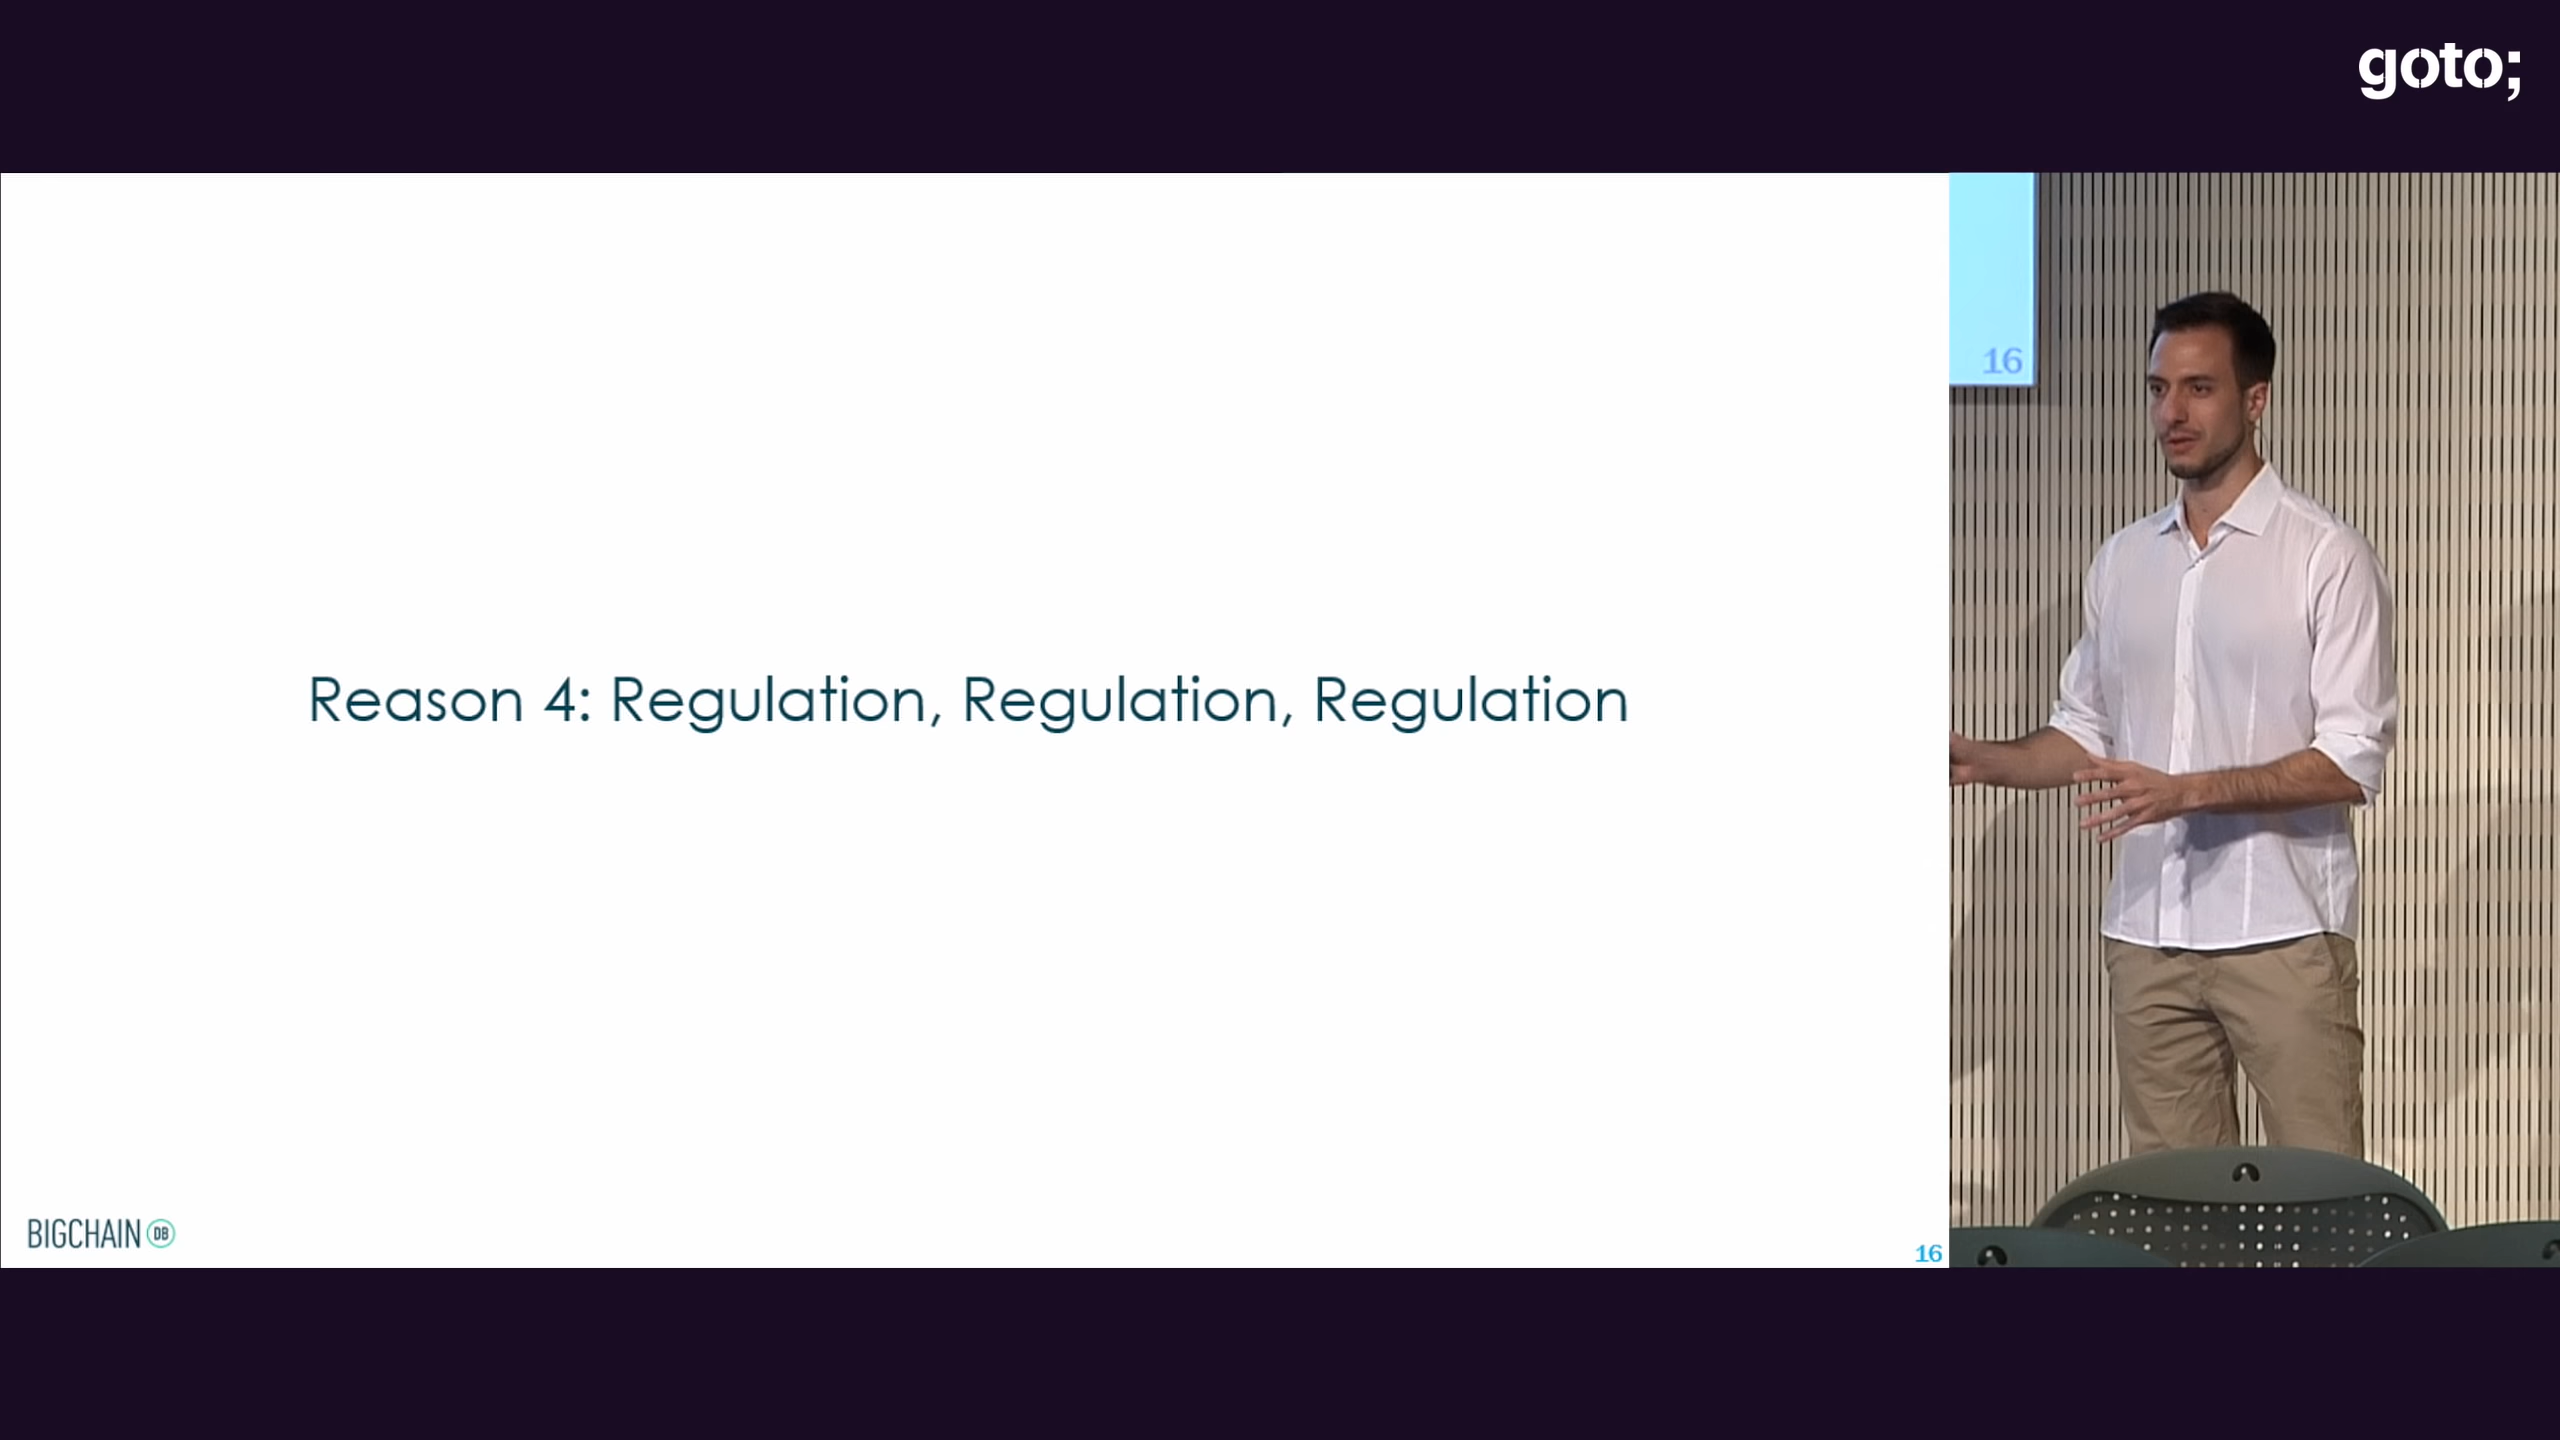 goto;
16
Reason 4: Regulation, Regulation, Regulation
BIGCHAIN DB
16